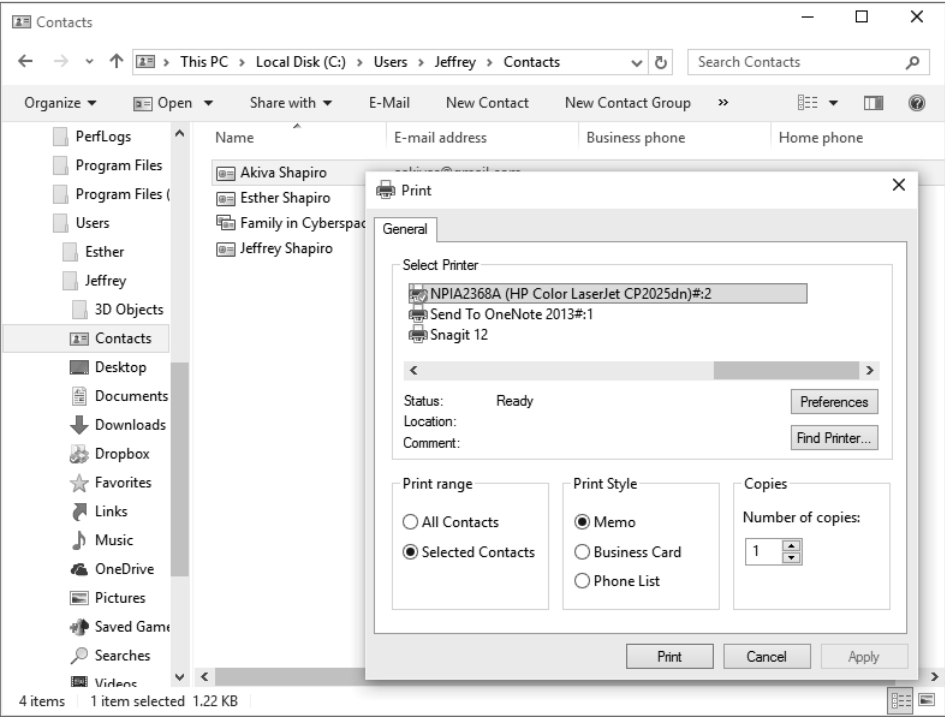 Contacts
This PC > Local Disk (C:) > Users > Jeffrey > Contacts
Search Contacts
Organize Open Share with E-Mail New Contact New Contact Group »
Name E-mail address Business phone Home phone
PerfLogs
Program Files
Program Files (
Users
Esther
Jeffrey
3D Objects
Contacts
Desktop
Documents
Downloads
Dropbox
Favorites
Links
Music
OneDrive
Pictures
Saved Game
Searches
Videos
Akiva Shapiro
Esther Shapiro
Family in Cyberspac
Jeffrey Shapiro
Print
General
Select Printer
NPIA2368A (HP Color LaserJet CP2025dn)#:2
Send To OneNote 2013#:1
Snagit 12
Status: Ready
Location:
Comment:
Preferences
Find Printer...
Print range
All Contacts
Selected Contacts
Print Style
Memo
Business Card
Phone List
Copies
Number of copies:
1
Print Cancel Apply
4 items 1 item selected 1.22 KB